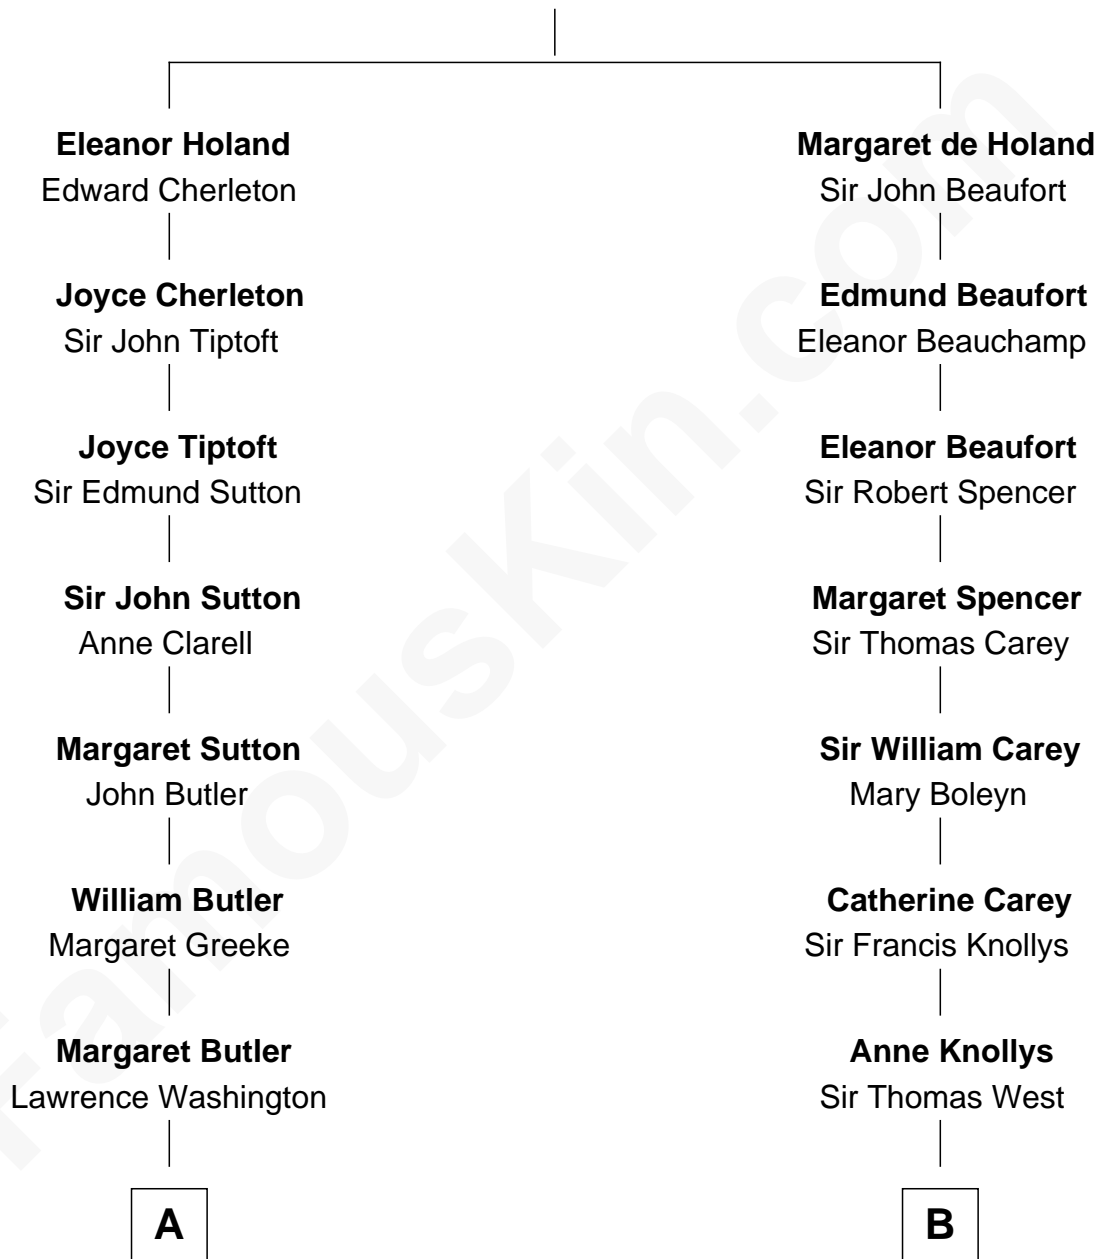 Eleanor Holand
Edward Cherleton
Joyce Cherleton
Sir John Tiptoft
Joyce Tiptoft
Sir Edmund Sutton
Sir John Sutton
Anne Clarell
Margaret Sutton
John Butler
William Butler
Margaret Greeke
Margaret Butler
Lawrence Washington
A
Margaret de Holand
Sir John Beaufort
Edmund Beaufort
Eleanor Beauchamp
Eleanor Beaufort
Sir Robert Spencer
Margaret Spencer
Sir Thomas Carey
Sir William Carey
Mary Boleyn
Catherine Carey
Sir Francis Knollys
Anne Knollys
Sir Thomas West
B
FamousKin.com